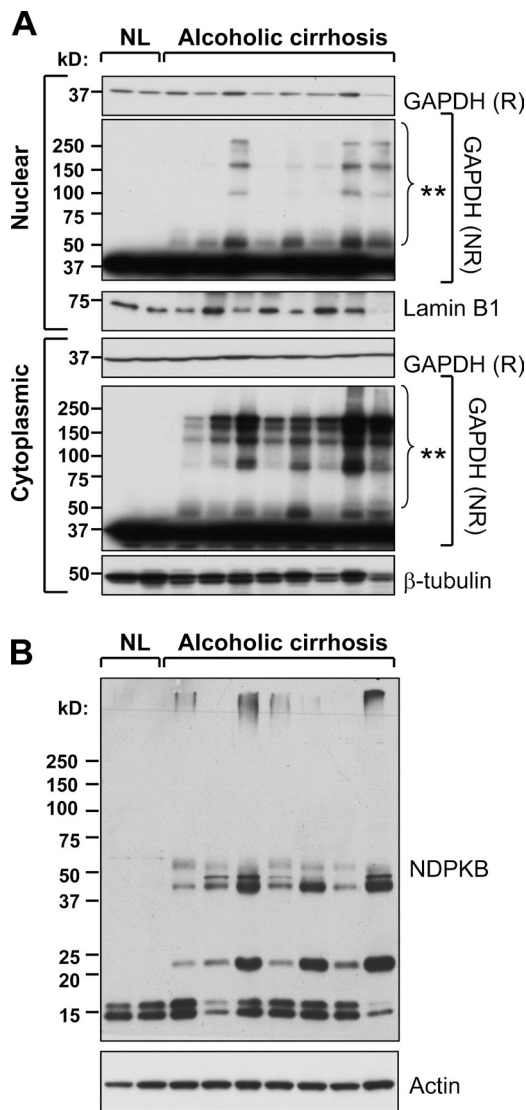 A
NL Alcoholic cirrhosis
kD:
Nuclear
37
GAPDH (R)
250
150
100
75
50
37
**
GAPDH (NR)
75
Lamin B1
Cytoplasmic
37
GAPDH (R)
250
150
100
75
50
37
**
GAPDH (NR)
50
β-tubulin
B
NL Alcoholic cirrhosis
kD:
250
150
100
75
50
37
25
20
15
NDPKB
Actin